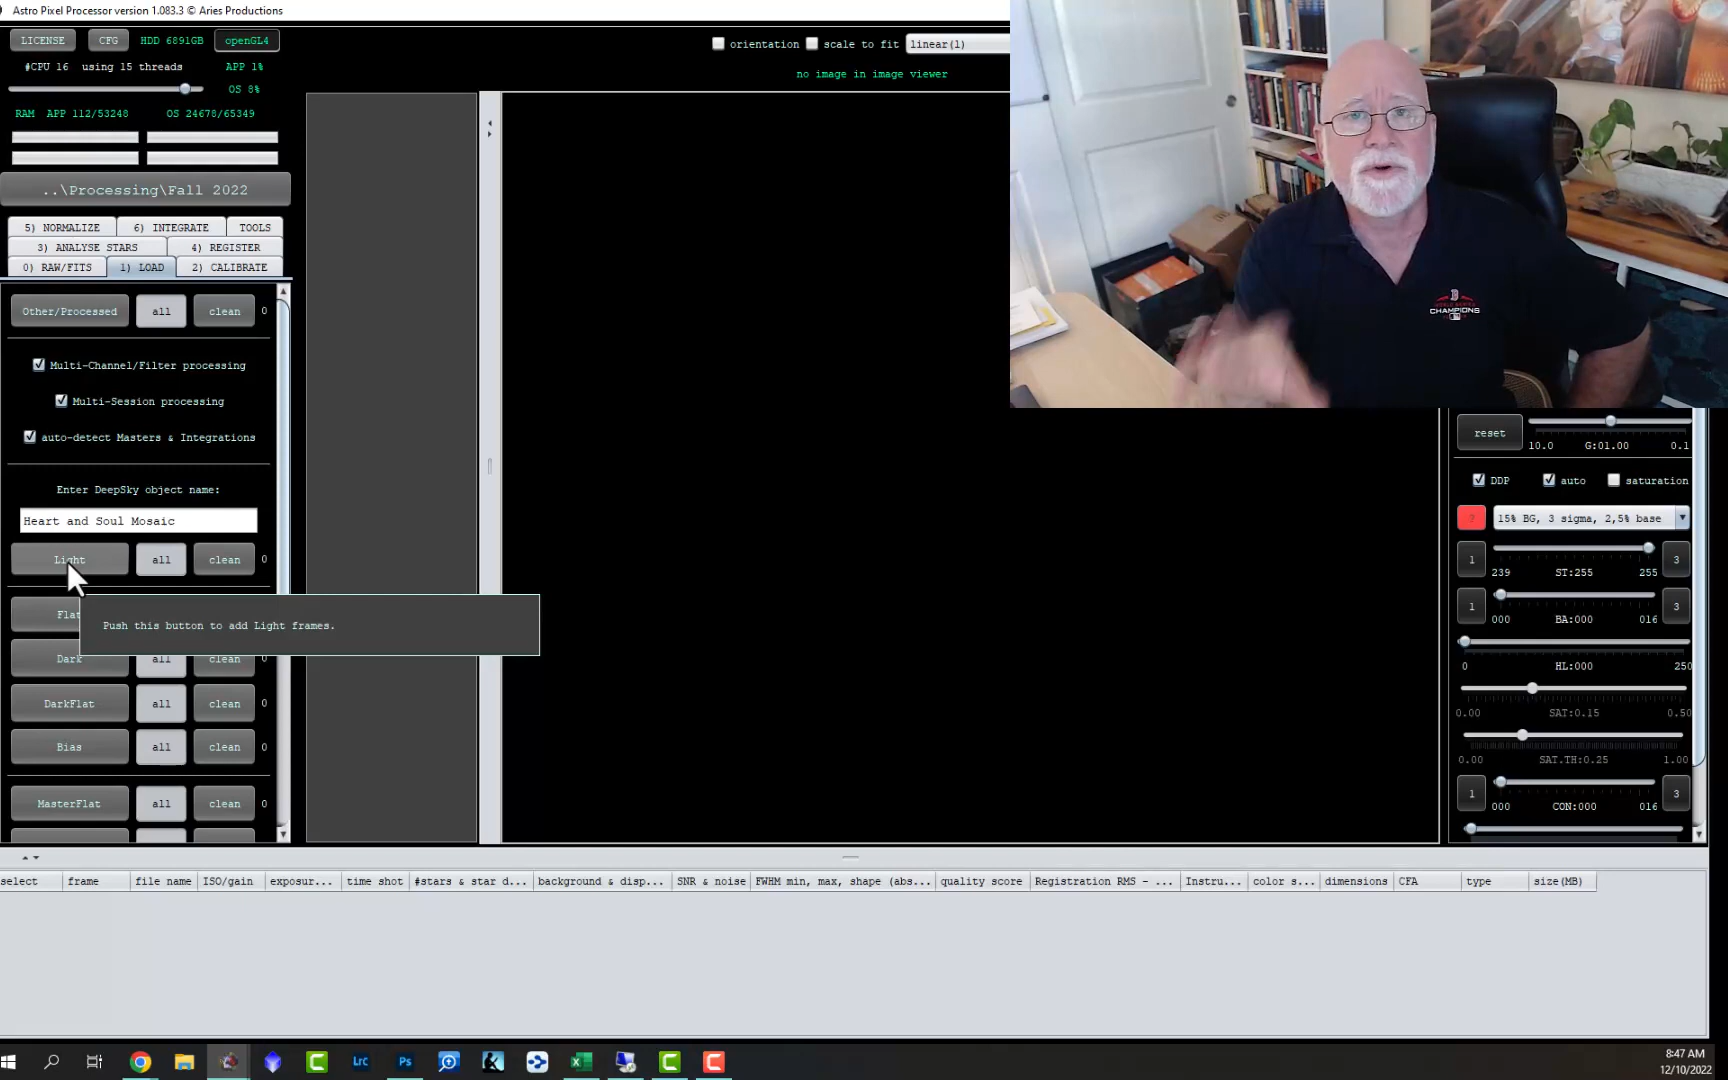 Astro Pixel Processor version 1.083.3 © Aries Productions
LICENSE CFG HDD 6891GB openGL4
#CPU 16 using 15 threads APP 1%
OS 8%
RAM APP 112/53248 OS 24678/65349
..\Processing\Fall 2022
5) NORMALIZE 6) INTEGRATE TOOLS
3) ANALYSE STARS 4) REGISTER
0) RAW/FITS 1) LOAD 2) CALIBRATE
Other/Processed all clean 0
Multi-Channel/Filter processing
Multi-Session processing
auto-detect Masters & Integrations
Enter DeepSky object name:
Heart and Soul Mosaic
Light all clean 0
Flat
Push this button to add Light frames.
Dark all clean 0
DarkFlat all clean 0
Bias all clean 0
MasterFlat all clean 0
orientation scale to fit linear(1)
no image in image viewer
CHAMPIONS
reset
10.0 G:01.00 0.1
DDP auto saturation
? 15% BG, 3 sigma, 2,5% base
1 3
239 ST:255 255
1 3
000 BA:000 016
0 HL:000 250
0.00 SAT:0.15 0.50
0.00 SAT.TH:0.25 1.00
1 3
000 CON:000 016
select frame file name ISO/gain exposur... time shot #stars & star d... background & disp... SNR & noise FWHM min, max, shape (abs... quality score Registration RMS - ... Instru... color s... dimensions CFA type size(MB)
Lrc Ps
8:47 AM
12/10/2022